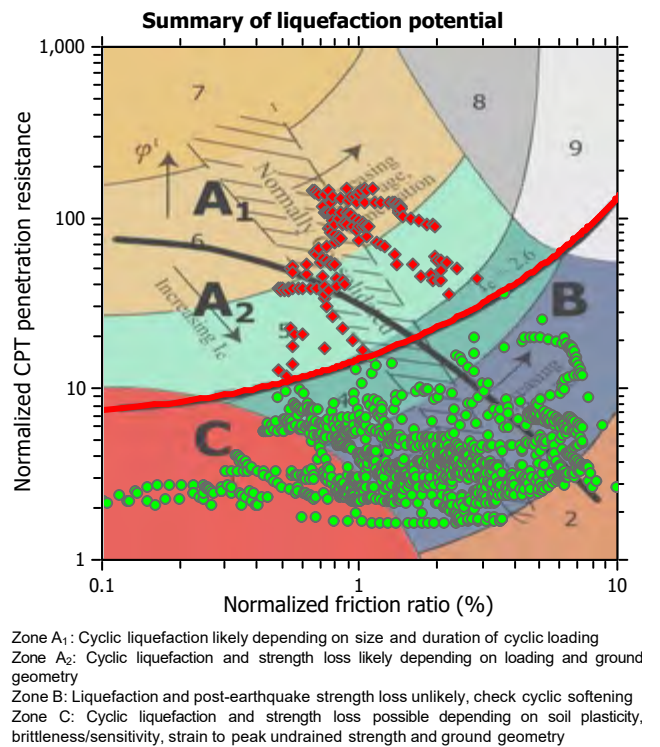 Summary of liquefaction potential
1,000
100
10
1
Normalized CPT penetration resistance
7
8
9
φ'
A1
Normally
6
A2
Increasing Ic
5
2.6
B
C
2
0.1
1
10
Normalized friction ratio (%)
Zone A1: Cyclic liquefaction likely depending on size and duration of cyclic loading
Zone A2: Cyclic liquefaction and strength loss likely depending on loading and ground
geometry
Zone B: Liquefaction and post-earthquake strength loss unlikely, check cyclic softening
Zone C: Cyclic liquefaction and strength loss possible depending on soil plasticity,
brittleness/sensitivity, strain to peak undrained strength and ground geometry